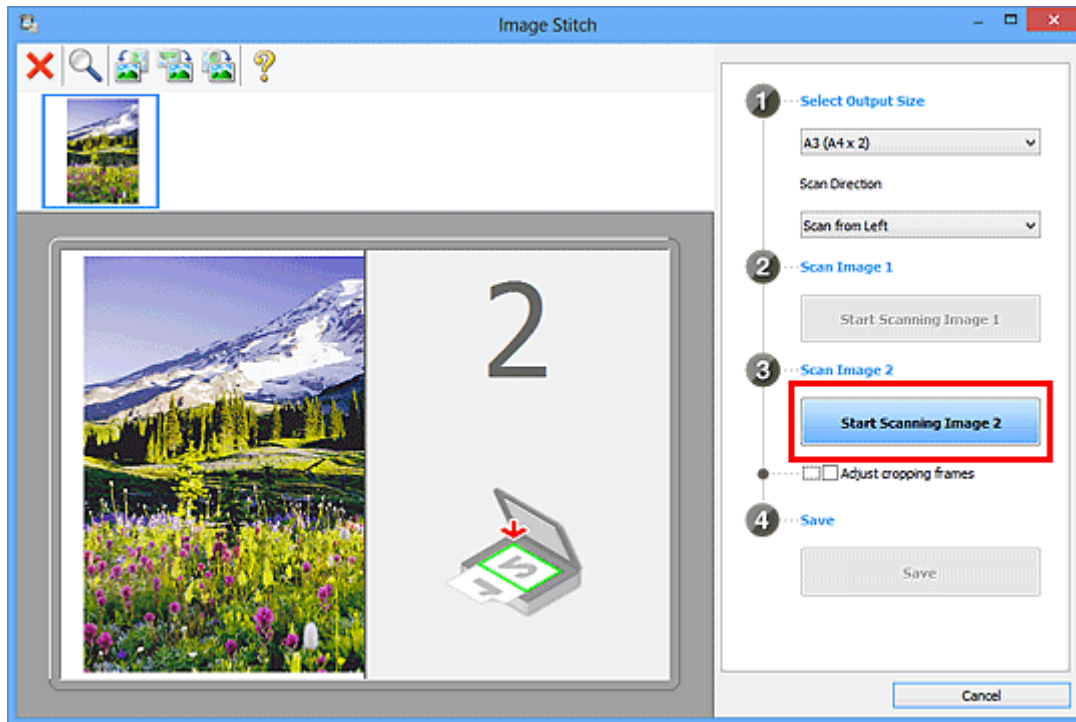 Image Stitch
1
Select Output Size
A3 (A4 x 2)
Scan Direction
Scan from Left
2
Scan Image 1
Start Scanning Image 1
3
Scan Image 2
Start Scanning Image 2
Adjust cropping frames
4
Save
Save
2
1 2
Cancel